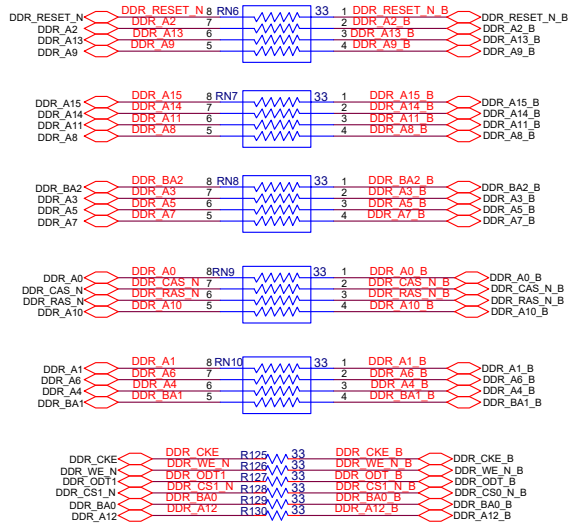 DDR_RESET_N DDR_RESET_N 8 RN6 33 1 DDR_RESET_N_B DDR_RESET_N_B
DDR_A2 DDR_A2 7 2 DDR_A2_B DDR_A2_B
DDR_A13 DDR_A13 6 3 DDR_A13_B DDR_A13_B
DDR_A9 DDR_A9 5 4 DDR_A9_B DDR_A9_B
DDR_A15 DDR_A15 8 RN7 33 1 DDR_A15_B DDR_A15_B
DDR_A14 DDR_A14 7 2 DDR_A14_B DDR_A14_B
DDR_A11 DDR_A11 6 3 DDR_A11_B DDR_A11_B
DDR_A8 DDR_A8 5 4 DDR_A8_B DDR_A8_B
DDR_BA2 DDR_BA2 8 RN8 33 1 DDR_BA2_B DDR_BA2_B
DDR_A3 DDR_A3 7 2 DDR_A3_B DDR_A3_B
DDR_A5 DDR_A5 6 3 DDR_A5_B DDR_A5_B
DDR_A7 DDR_A7 5 4 DDR_A7_B DDR_A7_B
DDR_A0 DDR_A0 8 RN9 33 1 DDR_A0_B DDR_A0_B
DDR_CAS_N DDR_CAS_N 7 2 DDR_CAS_N_B DDR_CAS_N_B
DDR_RAS_N DDR_RAS_N 6 3 DDR_RAS_N_B DDR_RAS_N_B
DDR_A10 DDR_A10 5 4 DDR_A10_B DDR_A10_B
DDR_A1 DDR_A1 8 RN10 33 1 DDR_A1_B DDR_A1_B
DDR_A6 DDR_A6 7 2 DDR_A6_B DDR_A6_B
DDR_A4 DDR_A4 6 3 DDR_A4_B DDR_A4_B
DDR_BA1 DDR_BA1 5 4 DDR_BA1_B DDR_BA1_B
DDR_CKE DDR_CKE R125 33 DDR_CKE_B DDR_CKE_B
DDR_WE_N DDR_WE_N R126 33 DDR_WE_N_B DDR_WE_N_B
DDR_ODT1 DDR_ODT1 R127 33 DDR_ODT_B DDR_ODT_B
DDR_CS1_N DDR_CS1_N R128 33 DDR_CS1_N_B DDR_CS0_N_B
DDR_BA0 DDR_BA0 R129 33 DDR_BA0_B DDR_BA0_B
DDR_A12 DDR_A12 R130 33 DDR_A12_B DDR_A12_B